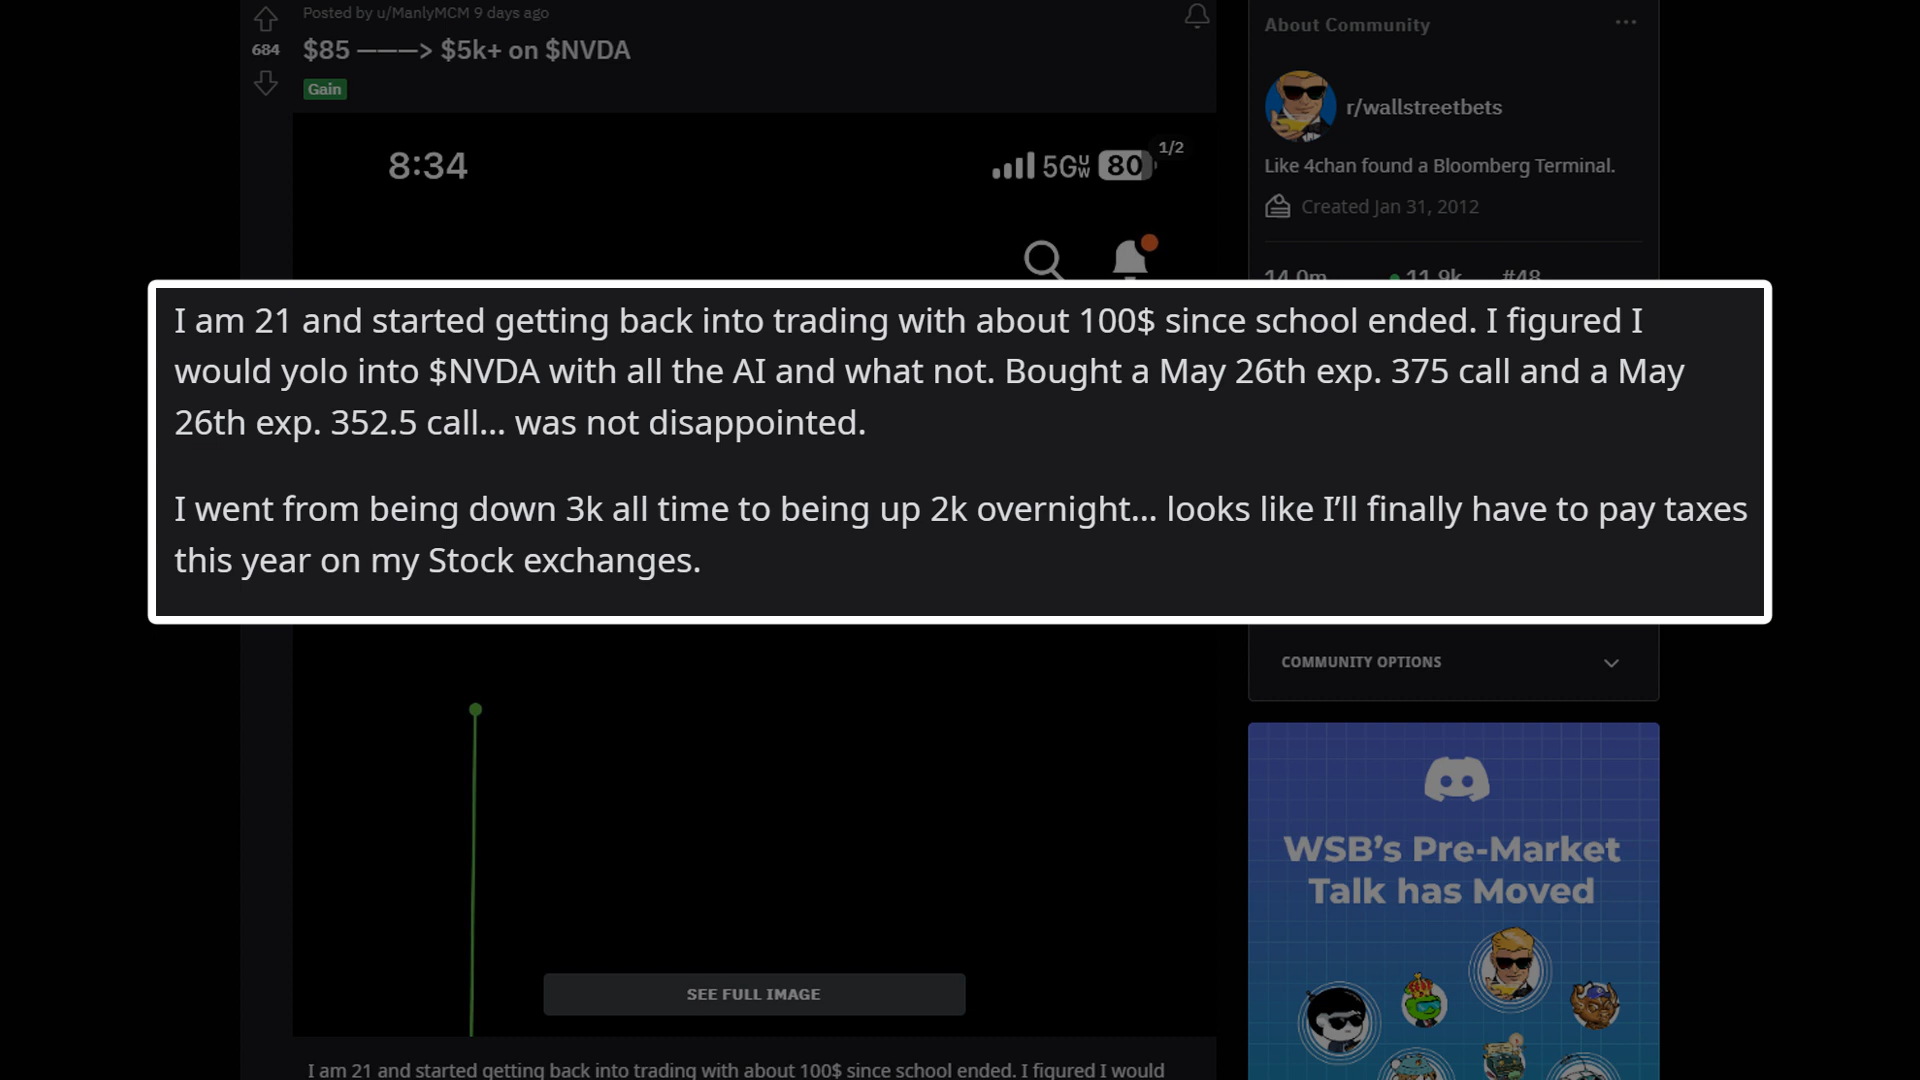 Posted by u/ManlyMCM 9 days ago
684
$85 ———> $5k+ on $NVDA
Gain
8:34
5G UW
80
1/2
About Community
r/wallstreetbets
Like 4chan found a Bloomberg Terminal.
Created Jan 31, 2012
14.0m 11.9k #48
I am 21 and started getting back into trading with about 100$ since school ended. I figured I
would yolo into $NVDA with all the AI and what not. Bought a May 26th exp. 375 call and a May
26th exp. 352.5 call... was not disappointed.
I went from being down 3k all time to being up 2k overnight... looks like I’ll finally have to pay taxes
this year on my Stock exchanges.
COMMUNITY OPTIONS
WSB’s Pre-Market
Talk has Moved
SEE FULL IMAGE
I am 21 and started getting back into trading with about 100$ since school ended. I figured I would